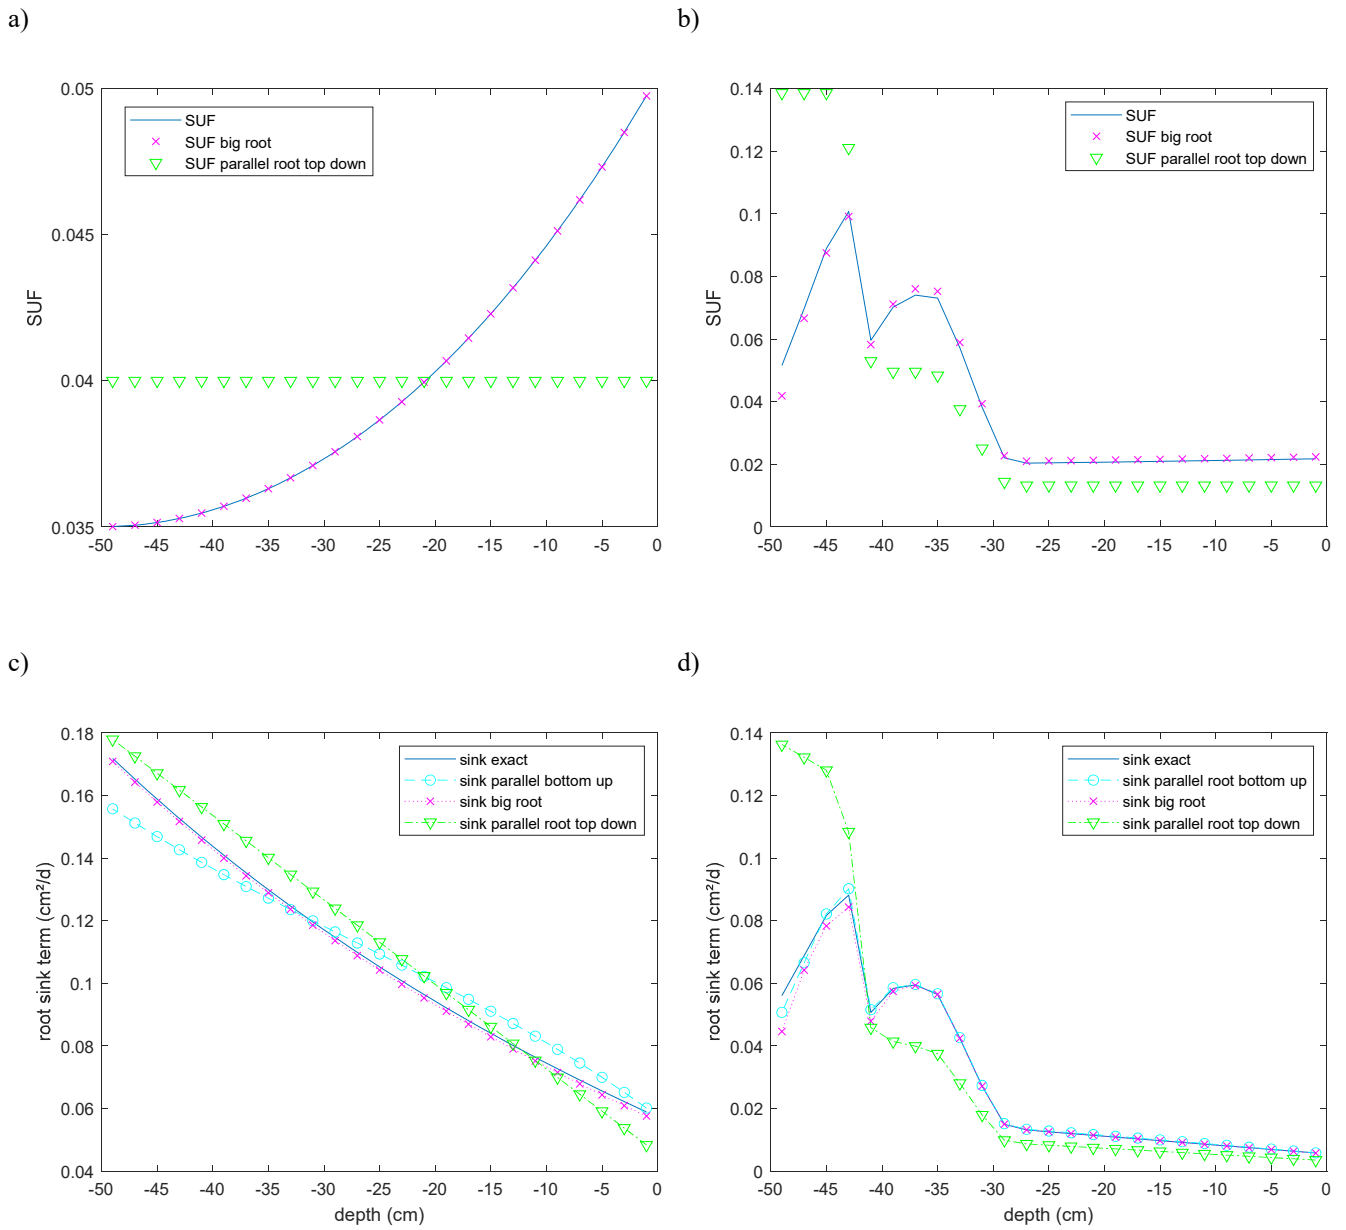 a)
b)
0.05
0.045
0.04
0.035
SUF
SUF
SUF big root
SUF parallel root top down
-50 -45 -40 -35 -30 -25 -20 -15 -10 -5 0
0.14
0.12
0.1
0.08
0.06
0.04
0.02
0
SUF
SUF
SUF big root
SUF parallel root top down
-50 -45 -40 -35 -30 -25 -20 -15 -10 -5 0
c)
d)
0.18
0.16
0.14
0.12
0.1
0.08
0.06
0.04
root sink term (cm²/d)
sink exact
sink parallel bottom up
sink big root
sink parallel root top down
-50 -45 -40 -35 -30 -25 -20 -15 -10 -5 0
depth (cm)
0.14
0.12
0.1
0.08
0.06
0.04
0.02
0
root sink term (cm²/d)
sink exact
sink parallel root bottom up
sink big root
sink parallel root top down
-50 -45 -40 -35 -30 -25 -20 -15 -10 -5 0
depth (cm)